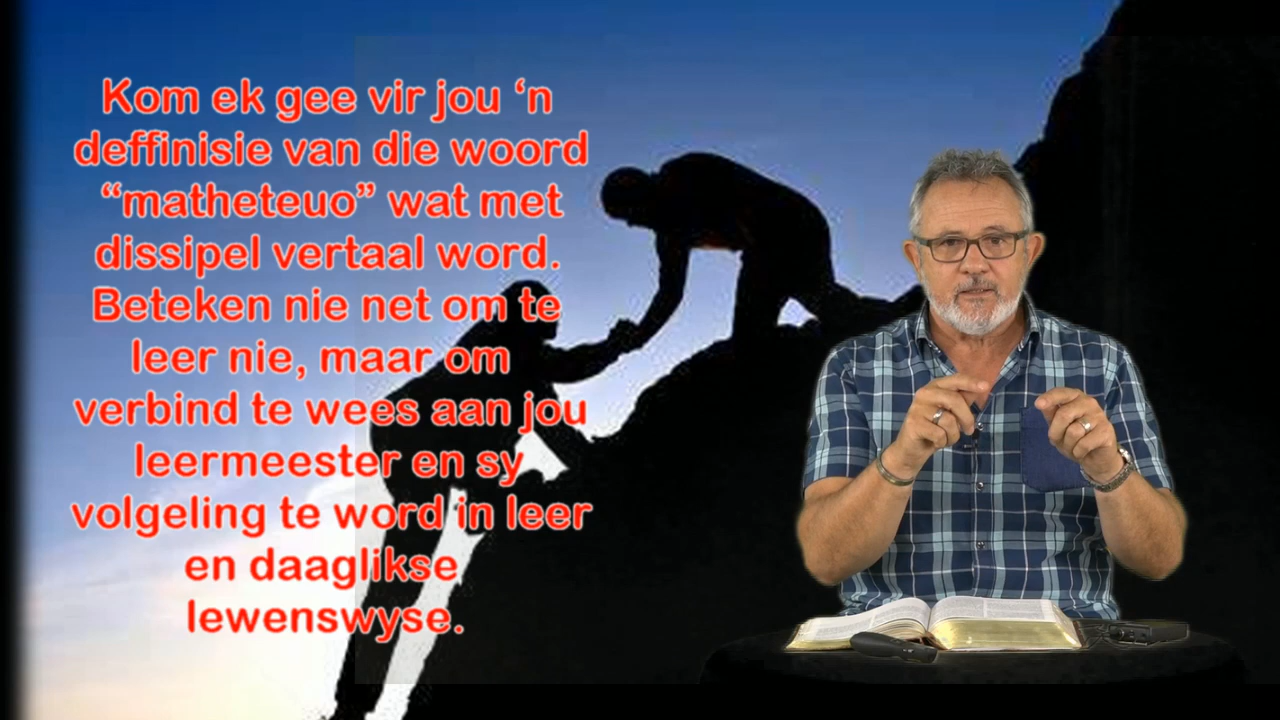 Kom ek gee vir jou ‘n
deffinisie van die woord
“matheteuo” wat met
dissipel vertaal word.
Beteken nie net om te
leer nie, maar om
verbind te wees aan jou
leermeester en sy
volgeling te word in leer
en daaglikse
lewenswyse.